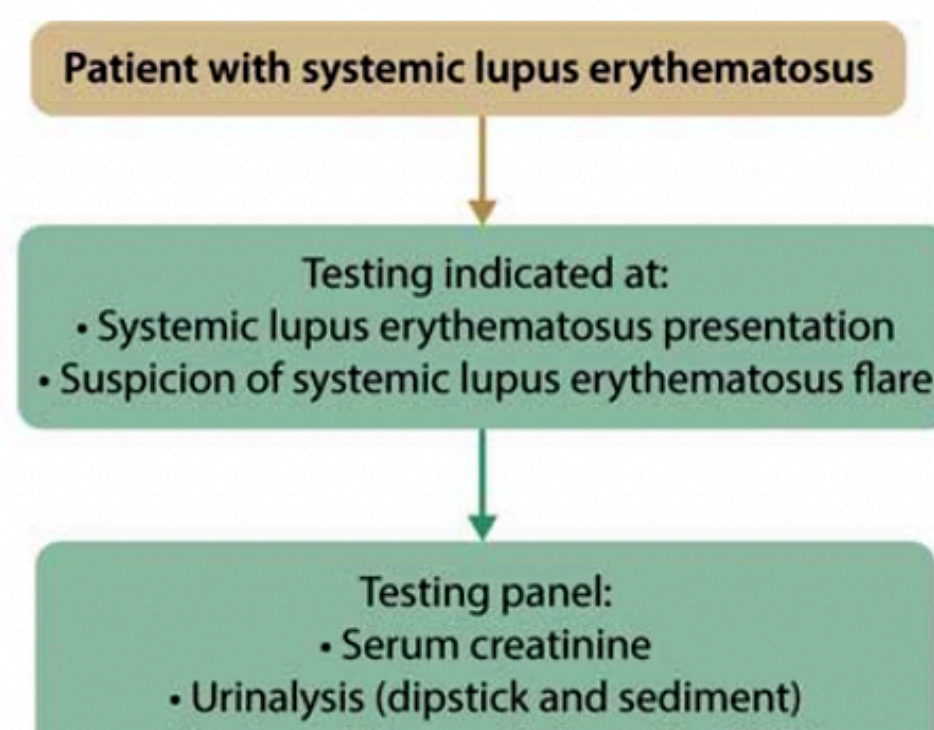 Patient with systemic lupus erythematosus
Testing indicated at:
• Systemic lupus erythematosus presentation
• Suspicion of systemic lupus erythematosus flare
Testing panel:
• Serum creatinine
• Urinalysis (dipstick and sediment)